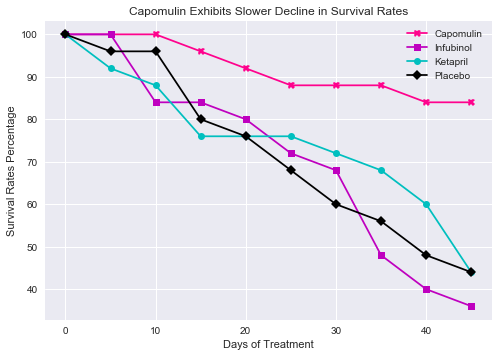 Capomulin Exhibits Slower Decline in Survival Rates
Capomulin
Infubinol
Ketapril
Placebo
Survival Rates Percentage
100
90
80
70
60
50
40
0
10
20
30
40
Days of Treatment